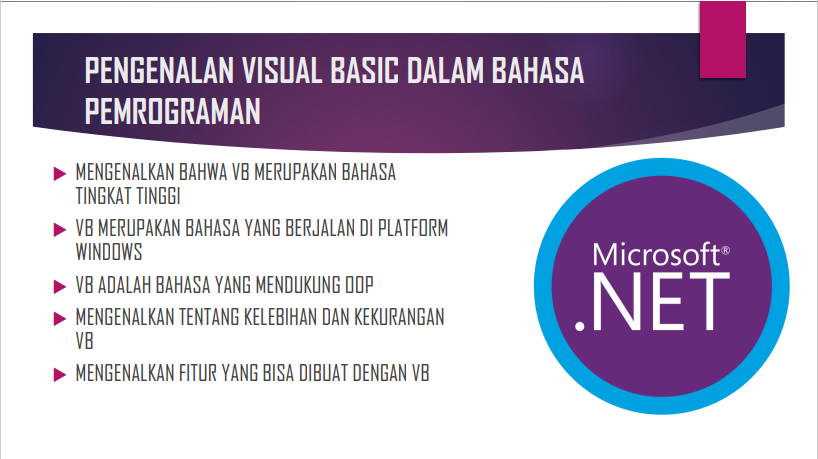 PENGENALAN VISUAL BASIC DALAM BAHASA
PEMROGRAMAN
MENGENALKAN BAHWA VB MERUPAKAN BAHASA
TINGKAT TINGGI
VB MERUPAKAN BAHASA YANG BERJALAN DI PLATFORM
WINDOWS
VB ADALAH BAHASA YANG MENDUKUNG OOP
MENGENALKAN TENTANG KELEBIHAN DAN KEKURANGAN
VB
MENGENALKAN FITUR YANG BISA DIBUAT DENGAN VB
Microsoft®
.NET